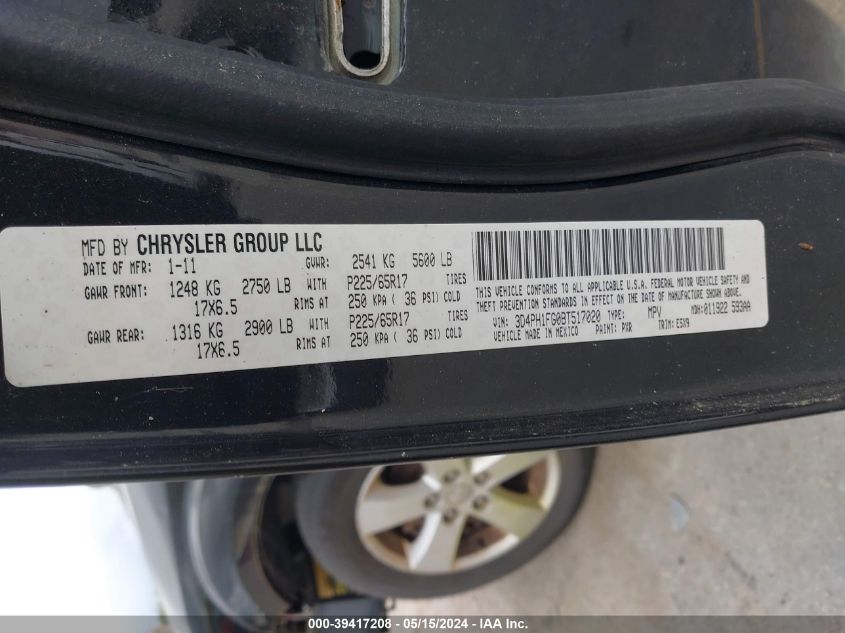 MFD BY CHRYSLER GROUP LLC
DATE OF MFR: 1-11 GVWR: 2541 KG 5600 LB
GAWR FRONT: 1248 KG 2750 LB WITH P225/65R17 TIRES
17X6.5 RIMS AT 250 KPA ( 36 PSI) COLD
GAWR REAR: 1316 KG 2900 LB WITH P225/65R17 TIRES
17X6.5 RIMS AT 250 KPA ( 36 PSI) COLD
THIS VEHICLE CONFORMS TO ALL APPLICABLE U.S.A. FEDERAL MOTOR VEHICLE SAFETY AND
THEFT PREVENTION STANDARDS IN EFFECT ON THE DATE OF MANUFACTURE SHOWN ABOVE.
VIN: 3D4PH1FG0BT517020 TYPE: MPV MDH: 011922 593AA
VEHICLE MADE IN MEXICO PAINT: PXR TRIM: E5X9
000-39417208 - 05/15/2024 - IAA Inc.